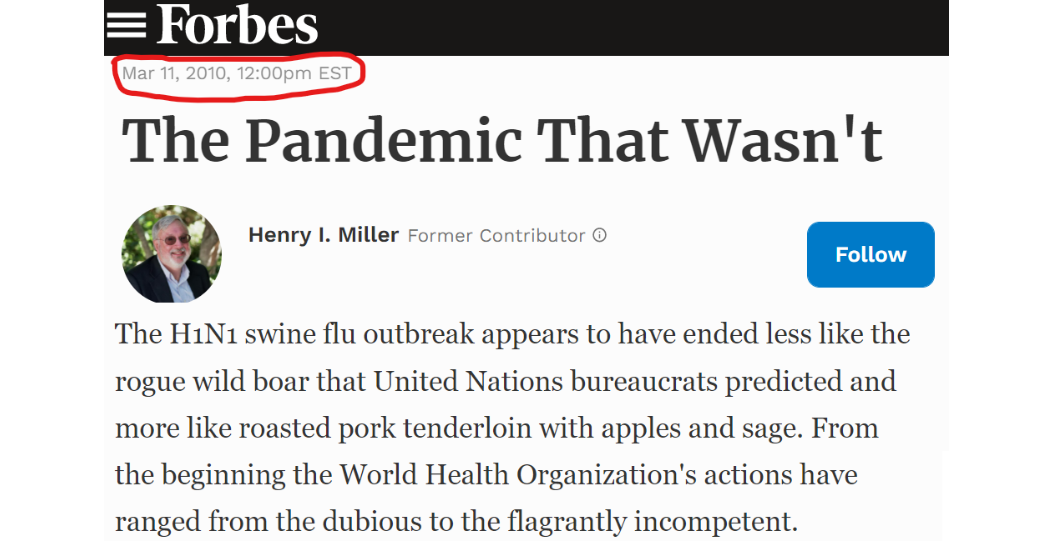 Forbes
Mar 11, 2010, 12:00pm EST
The Pandemic That Wasn't
Henry I. Miller Former Contributor
Follow
The H1N1 swine flu outbreak appears to have ended less like the
rogue wild boar that United Nations bureaucrats predicted and
more like roasted pork tenderloin with apples and sage. From
the beginning the World Health Organization's actions have
ranged from the dubious to the flagrantly incompetent.